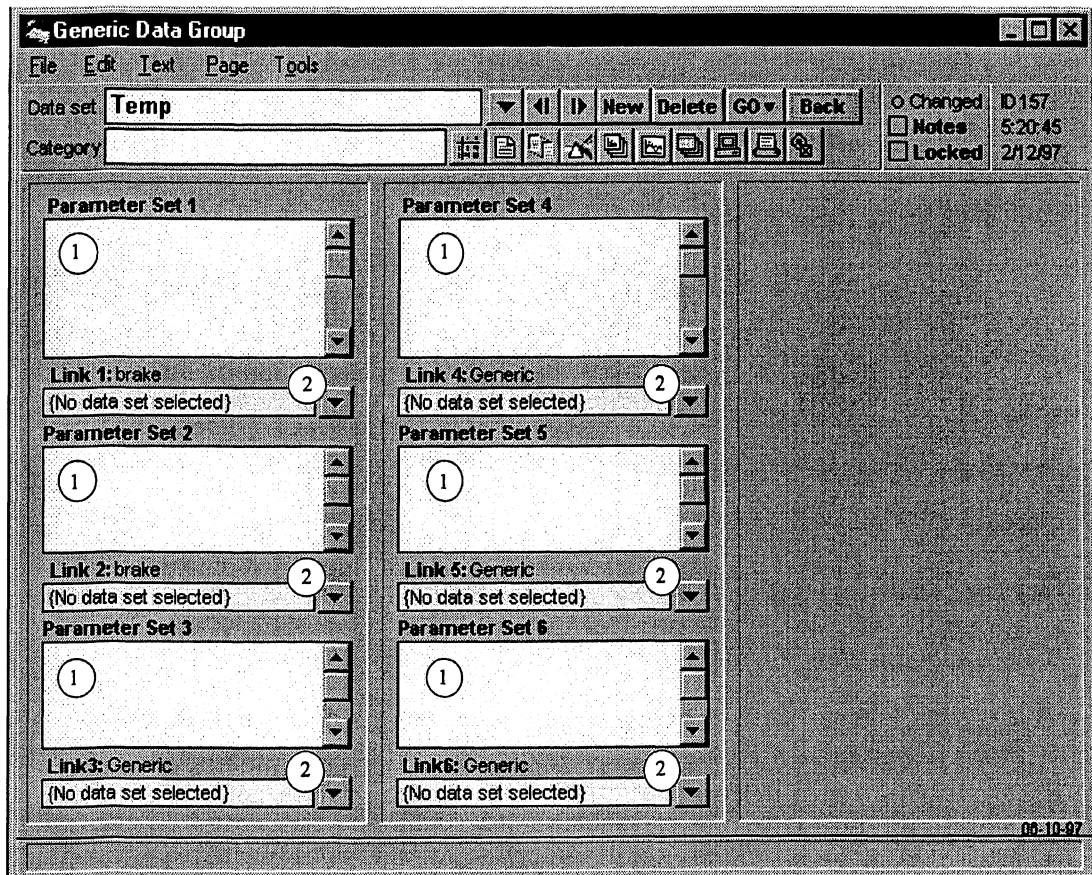 Generic Data Group
File Edit Text Page Tools
Data set Temp New Delete GO Back Changed ID 157
Notes 5:20:45
Category Locked 2/12/97
Parameter Set 1
1
Link 1: brake 2
{No data set selected}
Parameter Set 2
1
Link 2: brake 2
{No data set selected}
Parameter Set 3
1
Link3: Generic 2
{No data set selected}
Parameter Set 4
1
Link 4: Generic 2
{No data set selected}
Parameter Set 5
1
Link 5: Generic 2
{No data set selected}
Parameter Set 6
1
Link6: Generic 2
{No data set selected}
06-10-97